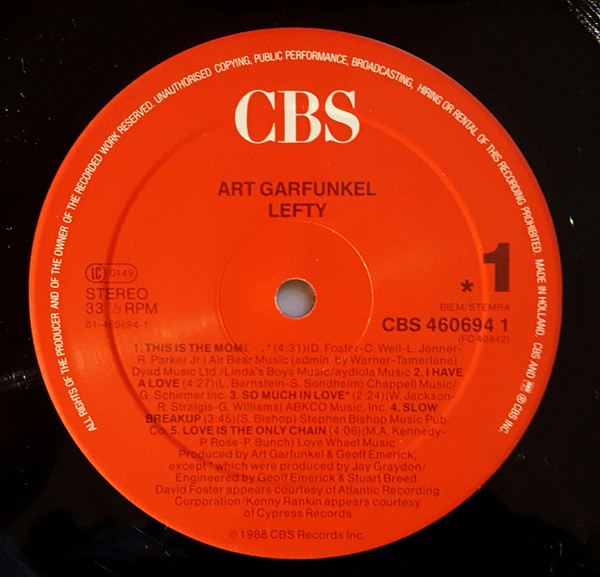 ALL RIGHTS OF THE PRODUCER AND OF THE OWNER OF THE RECORDED WORK RESERVED. UNAUTHORISED COPYING, PUBLIC PERFORMANCE, BROADCASTING, HIRING OR RENTAL OF THIS RECORDING PROHIBITED. MADE IN HOLLAND. CBS AND ® CBS INC.
CBS
ART GARFUNKEL
LEFTY
LC 0149
STEREO
33⅓ RPM
*1
BIEM/STEMRA
CBS 460694 1
01-460694-1
(FC 40942)
1. THIS IS THE (4:31)(D. Foster-C. Weil-L. Jenner-
R. Parker Jr.) Air Bear Music (admin. by Warner-Tamerlane)
Dyad Music Ltd./Linda's Boys Music/aydiola Music 2. I HAVE
A LOVE (4:27)(L. Bernstein-S. Sondheim) Chappell Music/
G. Schirmer Inc. 3. SO MUCH IN LOVE* (2:24)(W. Jackson-
R. Straigis-G. Williams) ABKCO Music, Inc. 4. SLOW
BREAKUP (3:45)(S. Bishop) Stephen Bishop Music Pub
Co. 5. LOVE IS THE ONLY CHAIN (4:06)(M.A. Kennedy-
P. Rose-P. Bunch) Love Wheel Music
Produced by Art Garfunkel & Geoff Emerick,
except * which were produced by Jay Graydon/
Engineered by Geoff Emerick & Stuart Breed
David Foster appears courtesy of Atlantic Recording
Corporation/Kenny Rankin appears courtesy
of Cypress Records
℗ 1988 CBS Records Inc.